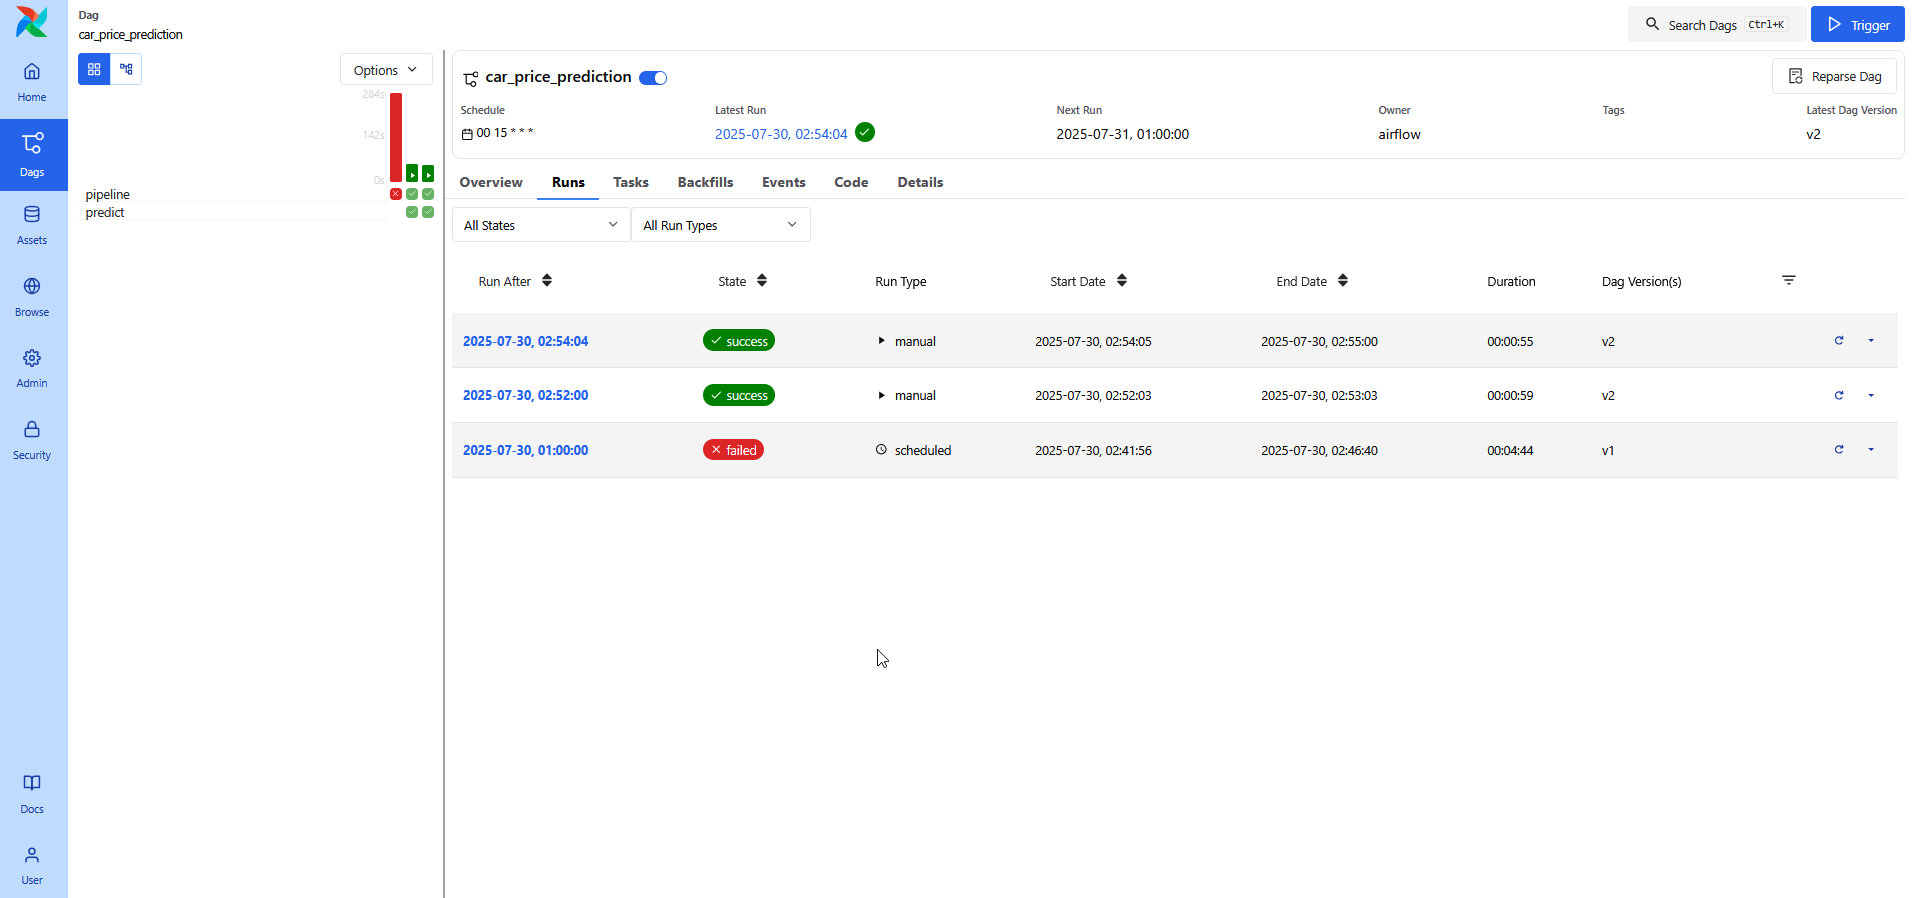 Dag
car_price_prediction
Search Dags Ctrl+K
Trigger
Home
Dags
Assets
Browse
Admin
Security
Docs
User
Options
284s
142s
0s
pipeline
predict
car_price_prediction
Reparse Dag
Schedule Latest Run Next Run Owner Tags Latest Dag Version
00 15 * * * 2025-07-30, 02:54:04 2025-07-31, 01:00:00 airflow v2
Overview Runs Tasks Backfills Events Code Details
All States All Run Types
Run After State Run Type Start Date End Date Duration Dag Version(s)
2025-07-30, 02:54:04 success manual 2025-07-30, 02:54:05 2025-07-30, 02:55:00 00:00:55 v2
2025-07-30, 02:52:00 success manual 2025-07-30, 02:52:03 2025-07-30, 02:53:03 00:00:59 v2
2025-07-30, 01:00:00 failed scheduled 2025-07-30, 02:41:56 2025-07-30, 02:46:40 00:04:44 v1